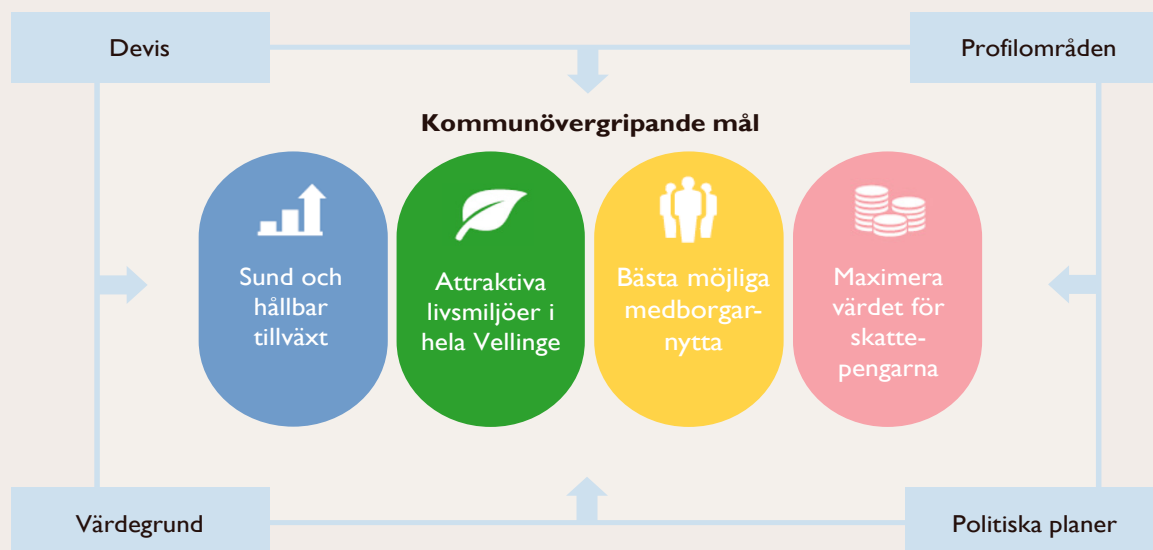 Devis
Profilområden
Kommunövergripande mål
Sund och
hållbar
tillväxt
Attraktiva
livsmiljöer i
hela Vellinge
Bästa möjliga
medborgar-
nytta
Maximera
värdet för
skatte-
pengarna
Värdegrund
Politiska planer